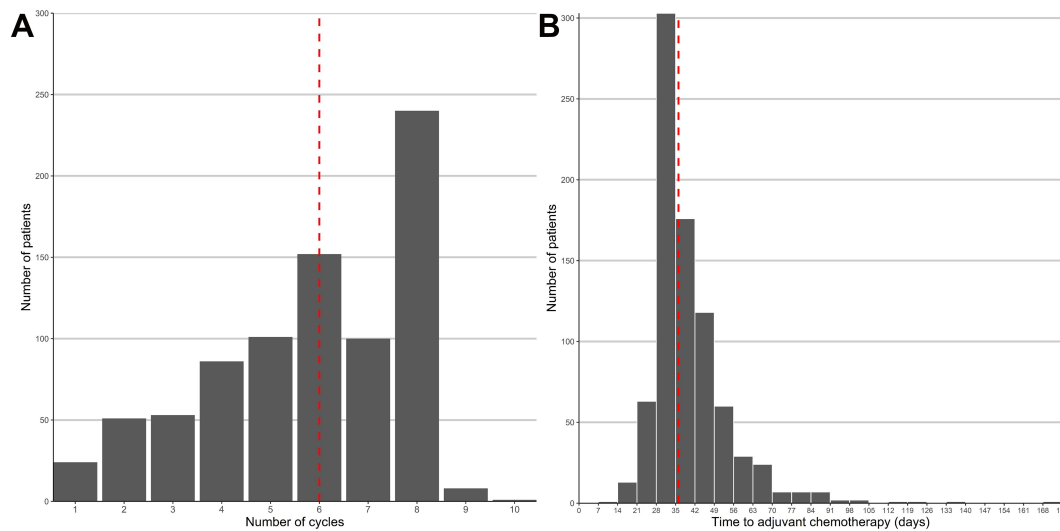 A
Number of patients
300
250
200
150
100
50
0
1 2 3 4 5 6 7 8 9 10
Number of cycles
B
Number of patients
300
250
200
150
100
50
0
0 7 14 21 28 35 42 49 56 63 70 77 84 91 98 105 112 119 126 133 140 147 154 161 168
Time to adjuvant chemotherapy (days)